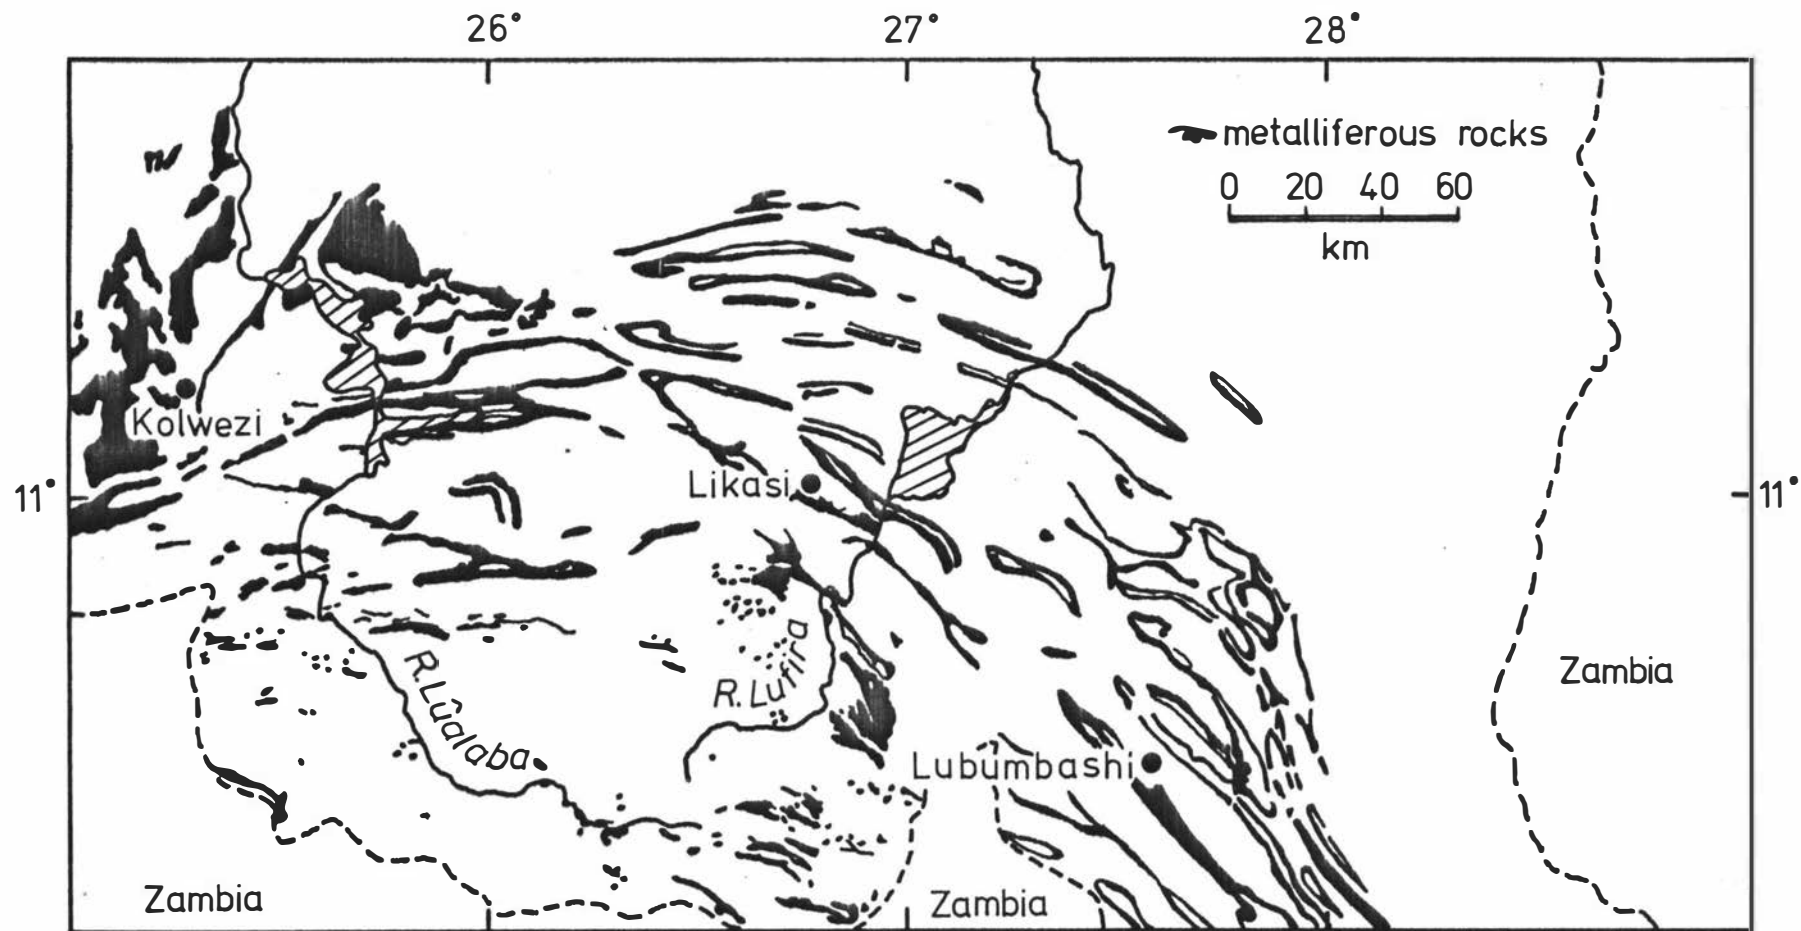 26° 27° 28°
metalliferous rocks
0 20 40 60
km
Kolwezi
Likasi
11° 11°
R. Lufira
R. Lûalaba
Zambia
Lubumbashi
Zambia Zambia